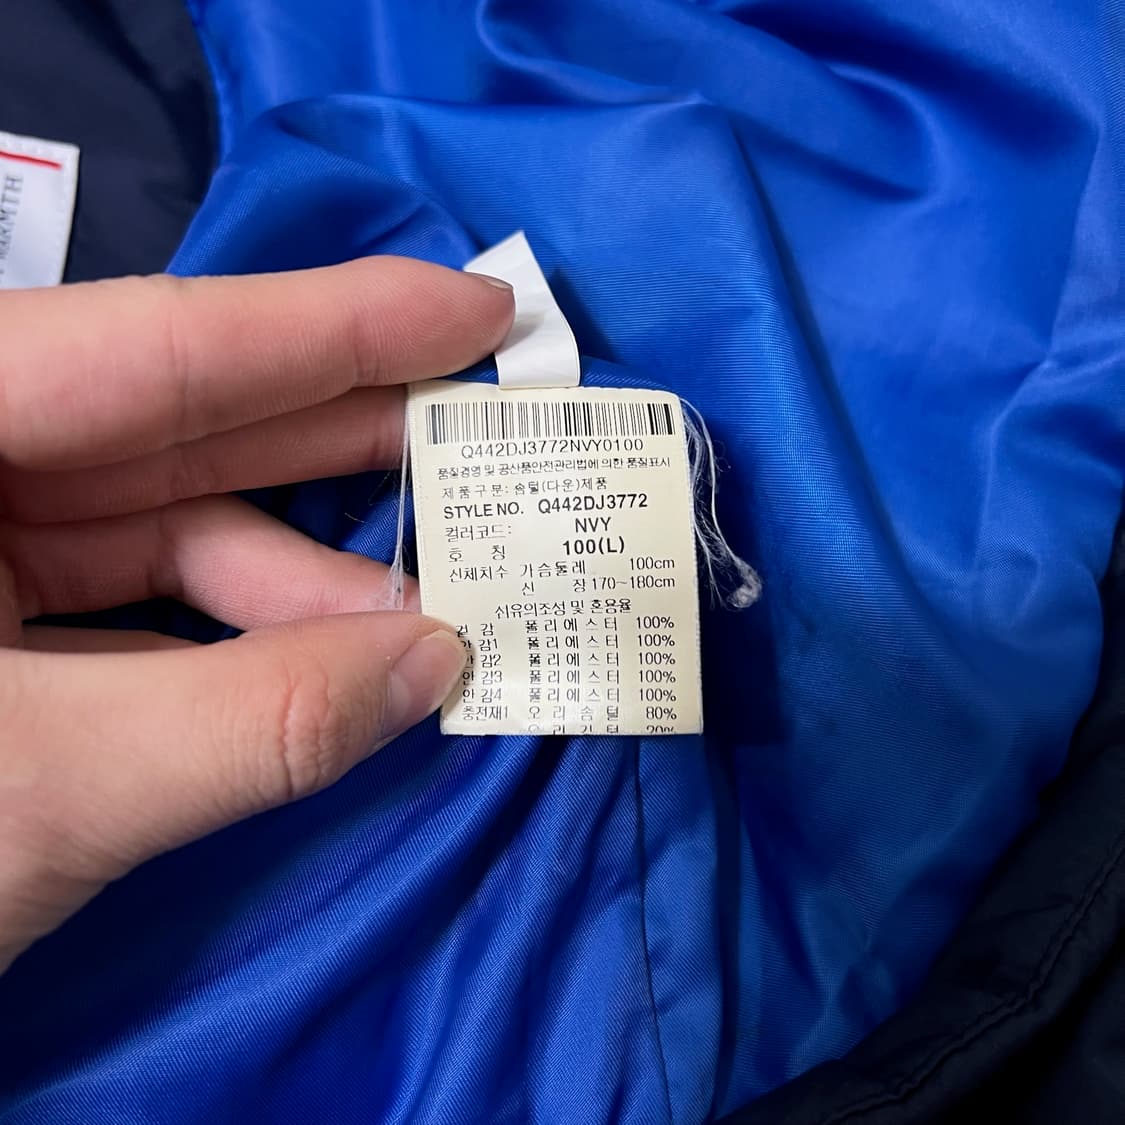 WARMTH
Q442DJ3772NVY0100
품질경영 및 공산품안전관리법에 의한 품질표시
제품구분: 솜털(다운)제품
STYLE NO. Q442DJ3772
컬러코드: NVY
호 칭 100(L)
신체치수 가슴둘레 100cm
신 장 170~180cm
섬유의조성 및 혼용율
겉감 폴리에스터 100%
안감1 폴리에스터 100%
안감2 폴리에스터 100%
안감3 폴리에스터 100%
안감4 폴리에스터 100%
충전재1 오리솜털 80%
오리깃털 20%